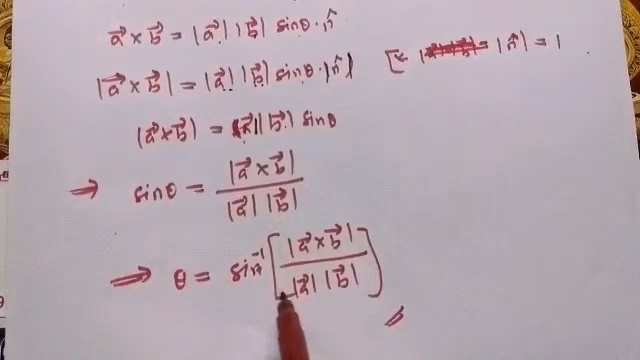 a⃗ × b⃗ = |a⃗| |b⃗| sinθ · n̂
|a⃗ × b⃗| = |a⃗| |b⃗| sinθ · |n̂| [∵ |n̂| = 1
|a⃗ × b⃗| = |a⃗| |b⃗| sinθ
⇒ sinθ = |a⃗ × b⃗| / |a⃗| |b⃗|
⇒ θ = sin⁻¹ [ |a⃗ × b⃗| / |a⃗| |b⃗| ]